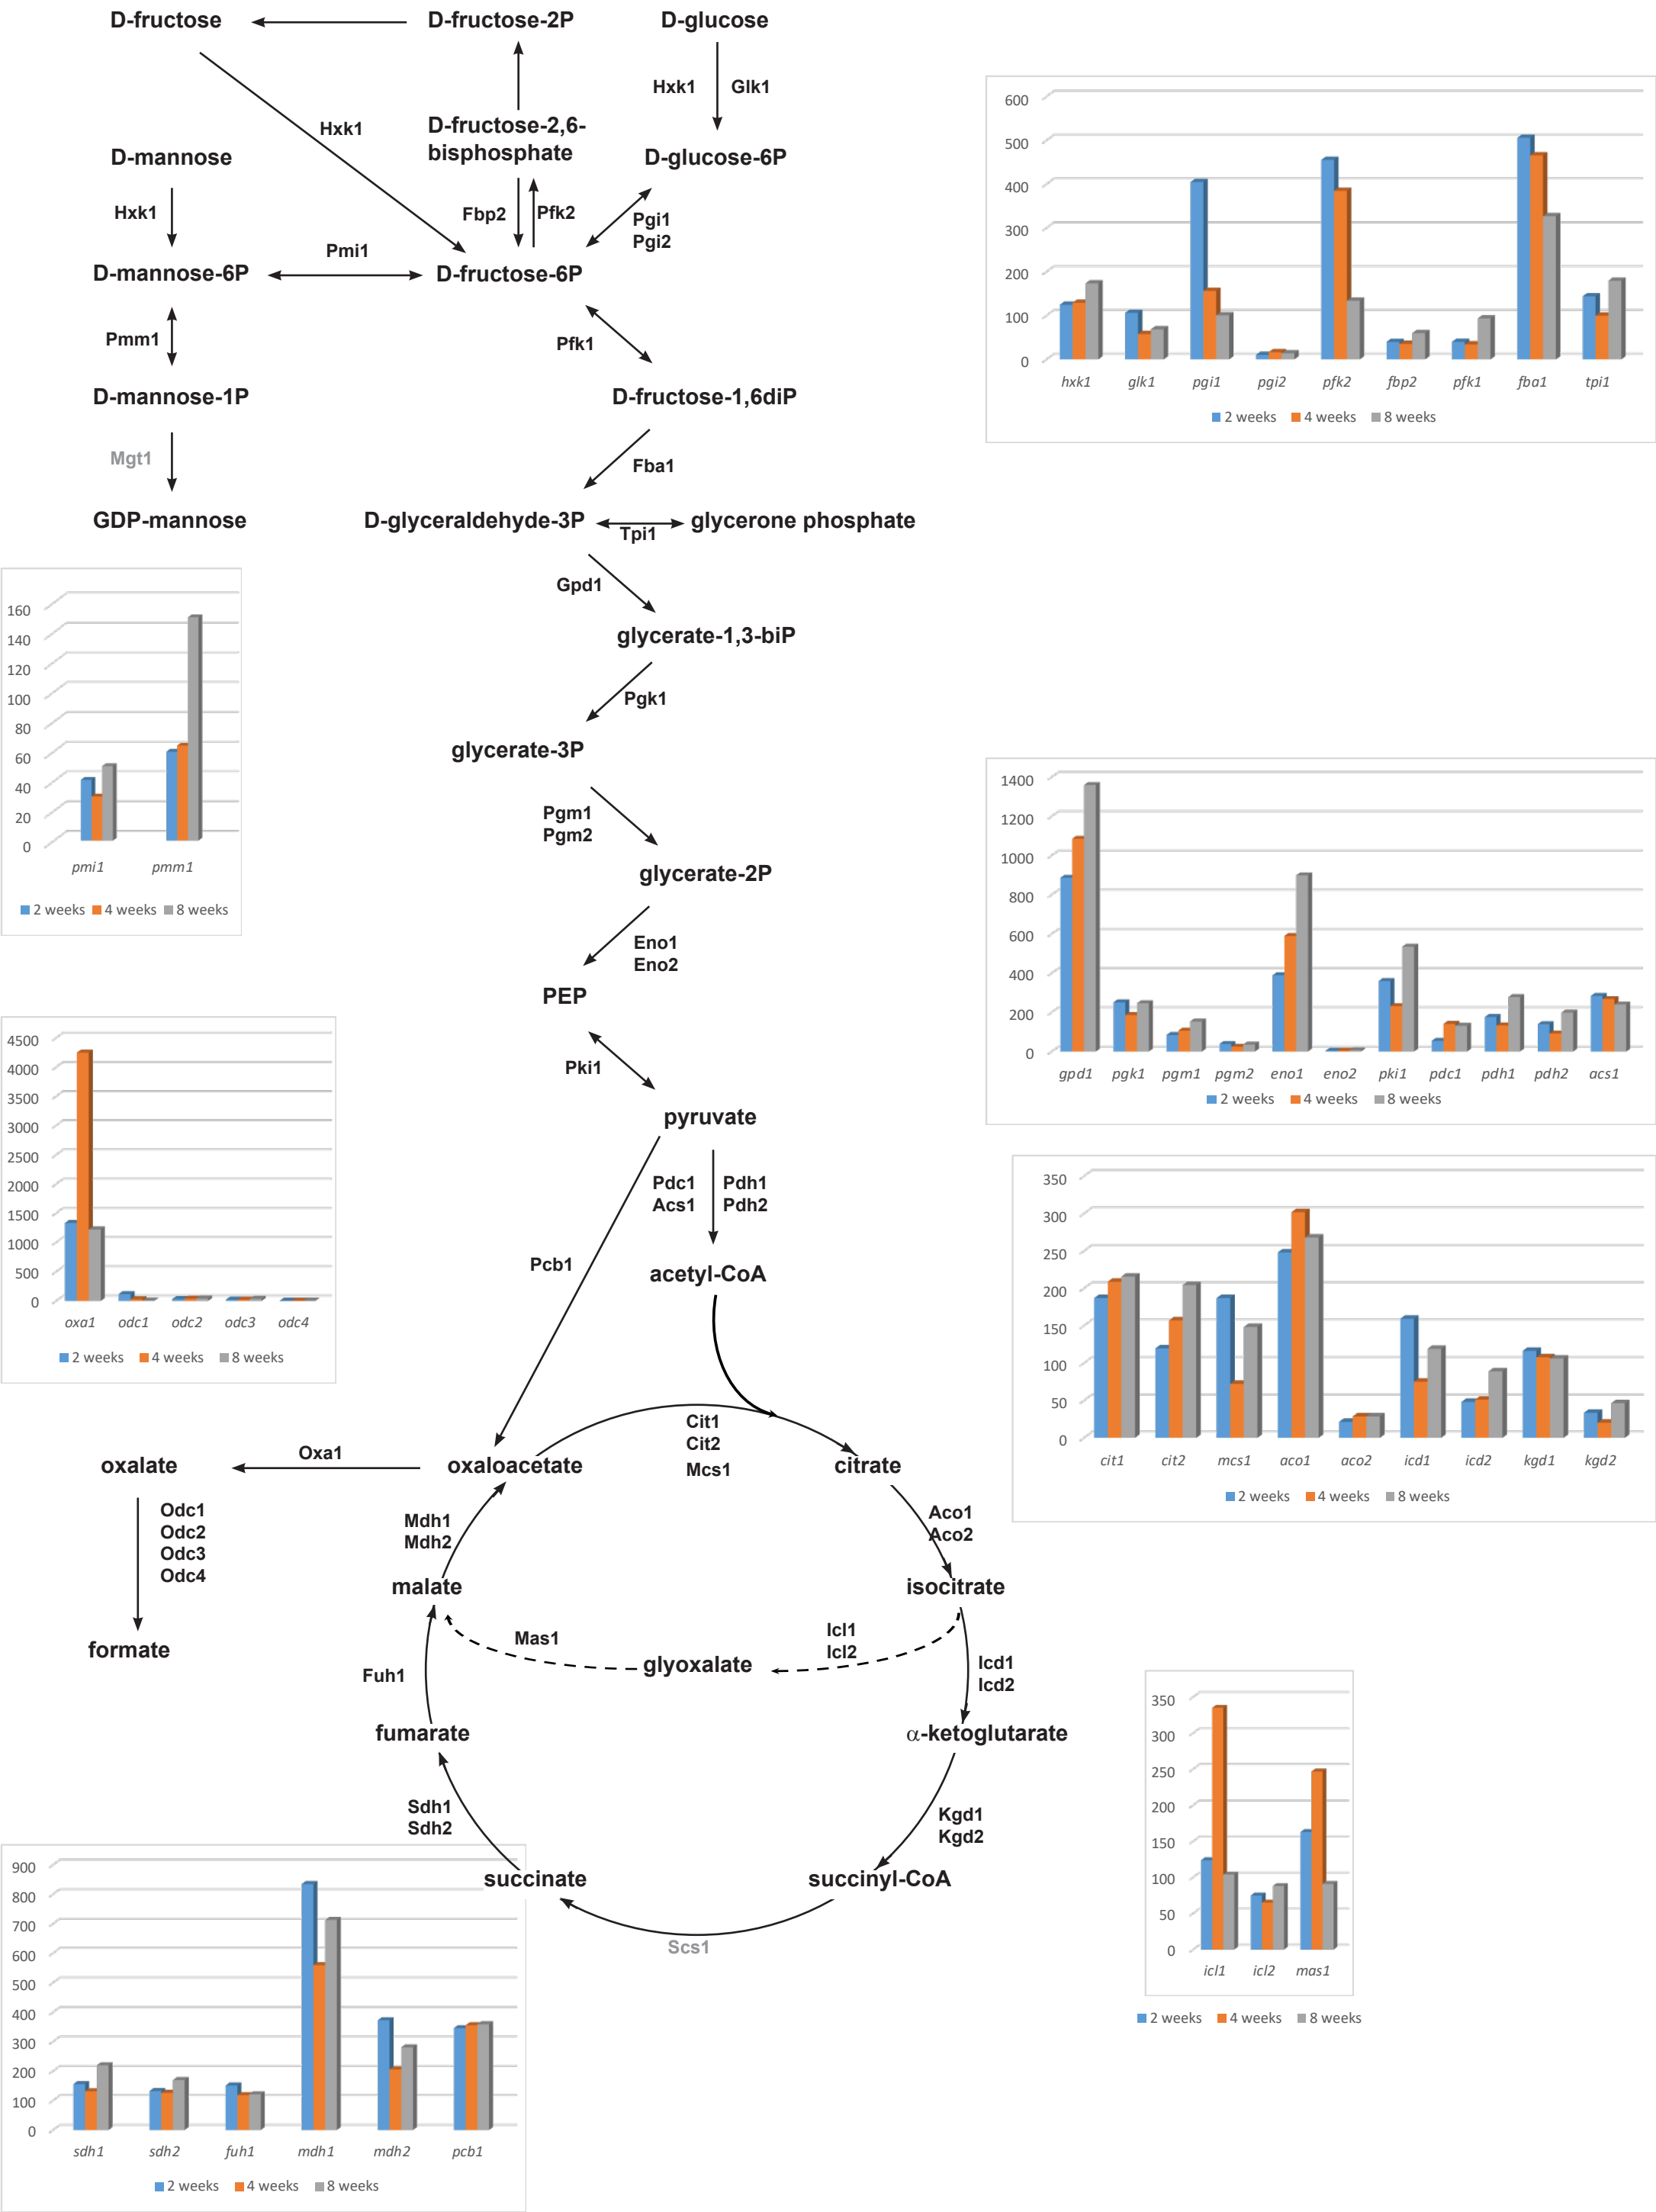 D-fructose
D-fructose-2P
D-glucose
Hxk1
Glk1
Hxk1
D-fructose-2,6-
bisphosphate
D-mannose
D-glucose-6P
Hxk1
Fbp2
Pfk2
Pgi1
Pgi2
Pmi1
D-mannose-6P
D-fructose-6P
Pmm1
Pfk1
D-mannose-1P
D-fructose-1,6diP
Mgt1
Fba1
GDP-mannose
D-glyceraldehyde-3P
glycerone phosphate
Tpi1
Gpd1
glycerate-1,3-biP
Pgk1
glycerate-3P
Pgm1
Pgm2
glycerate-2P
Eno1
Eno2
PEP
Pki1
pyruvate
Pdc1
Acs1
Pdh1
Pdh2
Pcb1
acetyl-CoA
Cit1
Cit2
Mcs1
Oxa1
oxalate
oxaloacetate
citrate
Odc1
Odc2
Odc3
Odc4
Mdh1
Mdh2
Aco1
Aco2
malate
isocitrate
formate
Mas1
Icl1
Icl2
glyoxalate
Fuh1
Icd1
Icd2
fumarate
α-ketoglutarate
Sdh1
Sdh2
Kgd1
Kgd2
succinate
succinyl-CoA
Scs1
600
500
400
300
200
100
0
hxk1 glk1 pgi1 pgi2 pfk2 fbp2 pfk1 fba1 tpi1
2 weeks 4 weeks 8 weeks
160
140
120
100
80
60
40
20
0
pmi1 pmm1
2 weeks 4 weeks 8 weeks
1400
1200
1000
800
600
400
200
0
gpd1 pgk1 pgm1 pgm2 eno1 eno2 pki1 pdc1 pdh1 pdh2 acs1
2 weeks 4 weeks 8 weeks
4500
4000
3500
3000
2500
2000
1500
1000
500
0
oxa1 odc1 odc2 odc3 odc4
2 weeks 4 weeks 8 weeks
350
300
250
200
150
100
50
0
cit1 cit2 mcs1 aco1 aco2 icd1 icd2 kgd1 kgd2
2 weeks 4 weeks 8 weeks
350
300
250
200
150
100
50
0
icl1 icl2 mas1
2 weeks 4 weeks 8 weeks
900
800
700
600
500
400
300
200
100
0
sdh1 sdh2 fuh1 mdh1 mdh2 pcb1
2 weeks 4 weeks 8 weeks